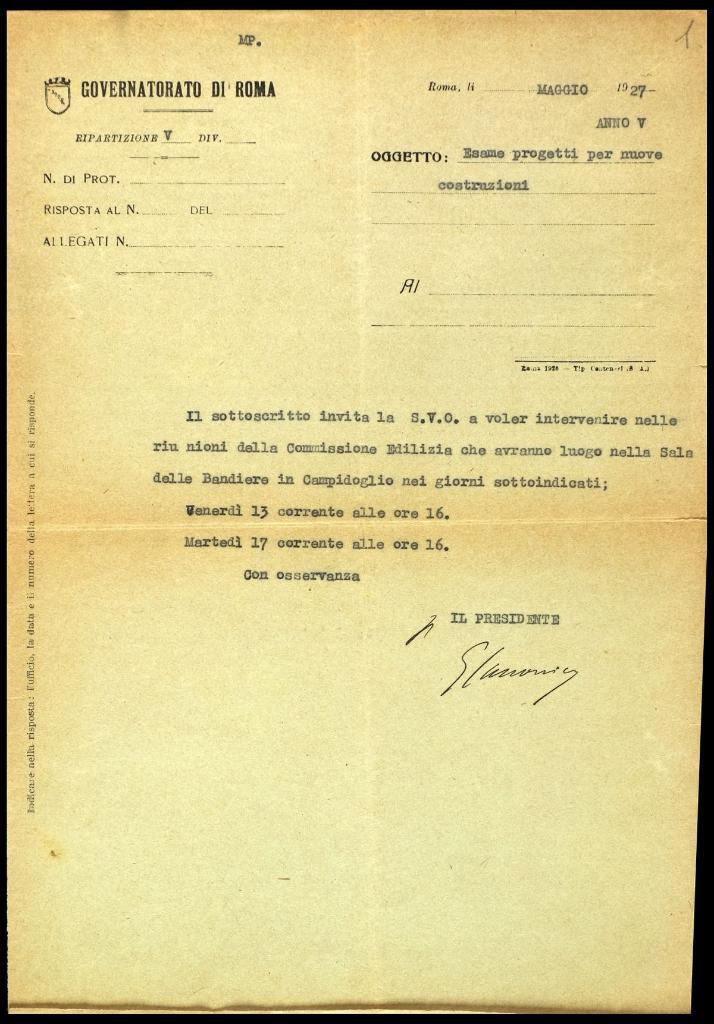 1
MP.
GOVERNATORATO DI ROMA
RIPARTIZIONE V DIV.
N. DI PROT.
RISPOSTA AL N. DEL
ALLEGATI N.
Roma, li MAGGIO 1927-
ANNO V
OGGETTO: Esame progetti per nuove
costruzioni
Al
Roma 1926 — Tip Centen
Il sottoscritto invita la S.V.O. a voler intervenire nelle
riu nioni della Commissione Edilizia che avranno luogo nella Sala
delle Bandiere in Campidoglio nei giorni sottoindicati;
Venerdì 13 corrente alle ore 16.
Martedì 17 corrente alle ore 16.
Con osservanza
IL PRESIDENTE
Indicare nella risposta: l'ufficio, la data e il numero della lettera a cui si risponde.